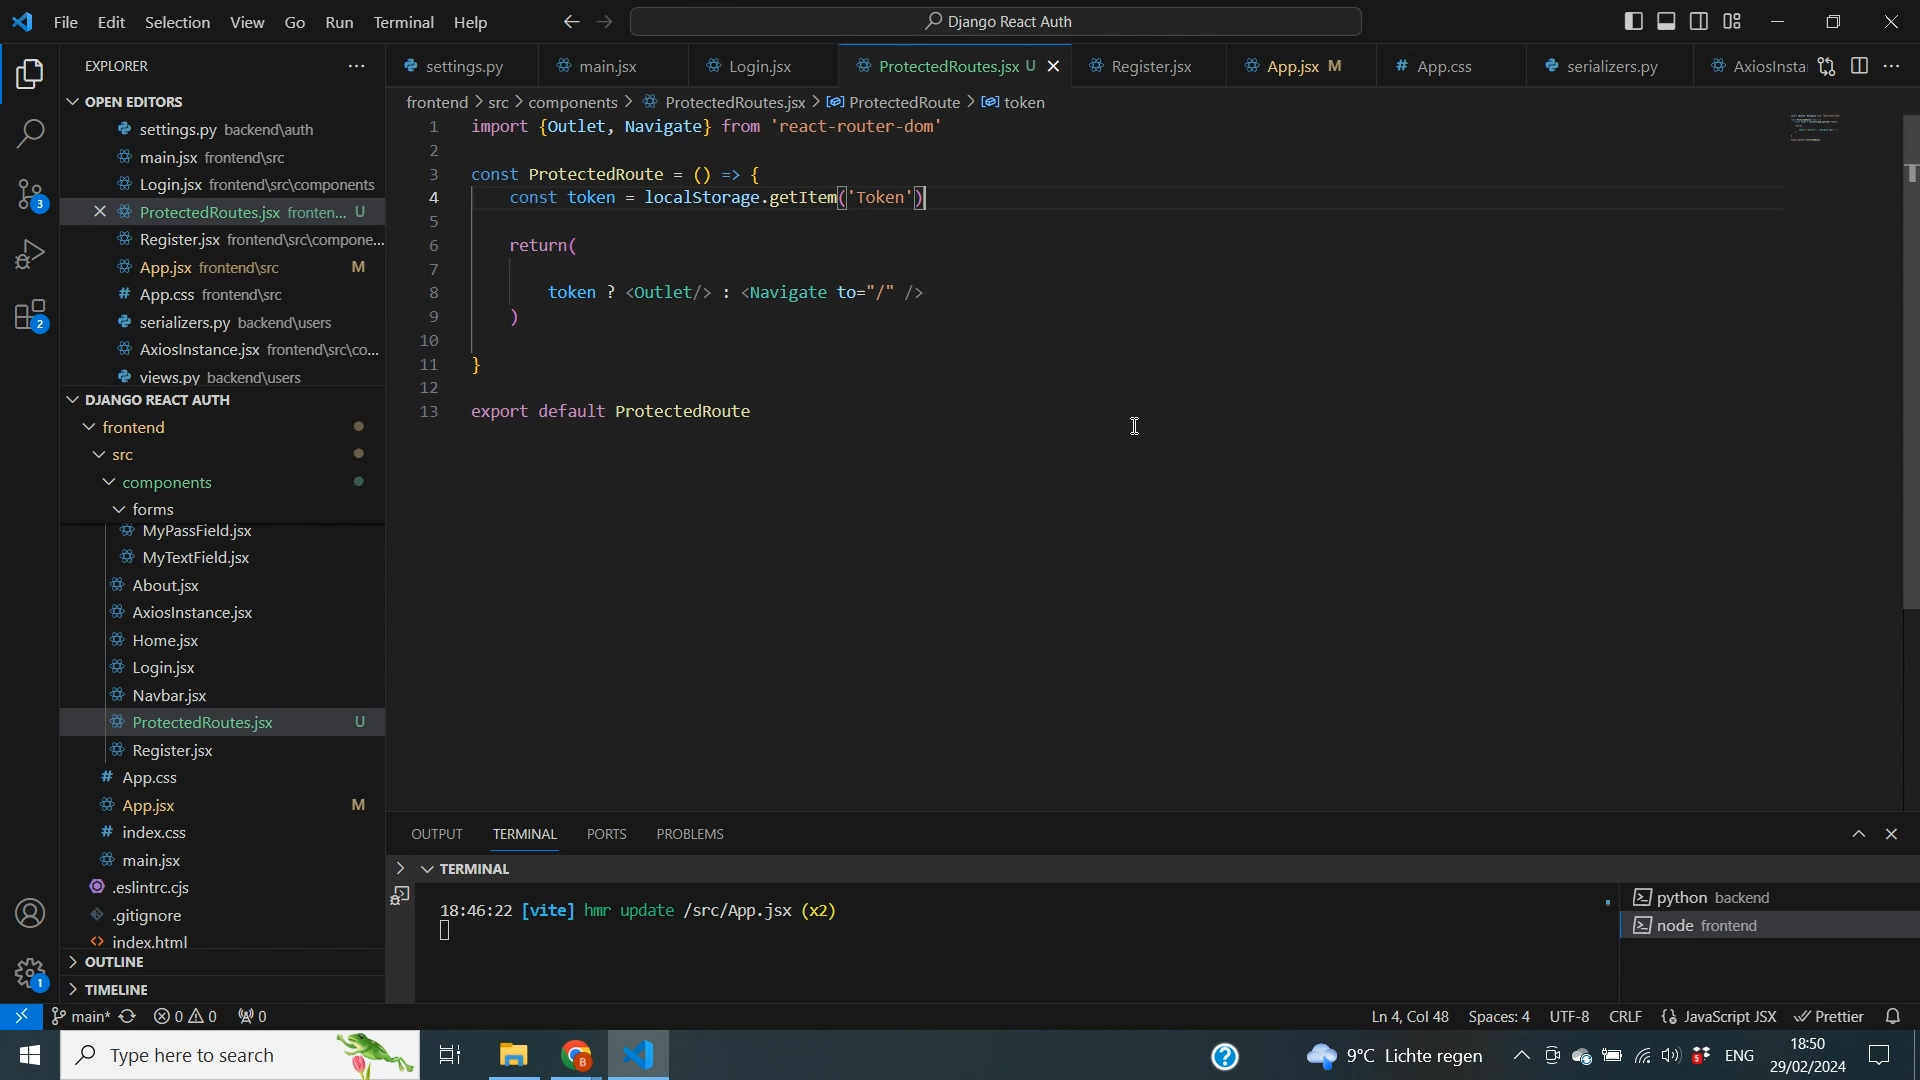 File Edit Selection View Go Run Terminal Help
Django React Auth
EXPLORER
settings.py
main.jsx
Login.jsx
ProtectedRoutes.jsx U
Register.jsx
App.jsx M
# App.css
serializers.py
AxiosInsta
OPEN EDITORS
settings.py backend\auth
main.jsx frontend\src
Login.jsx frontend\src\components
ProtectedRoutes.jsx fronten... U
Register.jsx frontend\src\compone...
App.jsx frontend\src M
# App.css frontend\src
serializers.py backend\users
AxiosInstance.jsx frontend\src\co...
views.py backend\users
DJANGO REACT AUTH
frontend
src
components
forms
MyPassField.jsx
MyTextField.jsx
About.jsx
AxiosInstance.jsx
Home.jsx
Login.jsx
Navbar.jsx
ProtectedRoutes.jsx U
Register.jsx
# App.css
App.jsx M
# index.css
main.jsx
.eslintrc.cjs
.gitignore
<> index.html
OUTLINE
TIMELINE
frontend > src > components > ProtectedRoutes.jsx > ProtectedRoute > token
1 import {Outlet, Navigate} from 'react-router-dom'
2
3 const ProtectedRoute = () => {
4 const token = localStorage.getItem('Token')
5
6 return(
7
8 token ? <Outlet/> : <Navigate to="/" />
9 )
10
11 }
12
13 export default ProtectedRoute
OUTPUT TERMINAL PORTS PROBLEMS
TERMINAL
18:46:22 [vite] hmr update /src/App.jsx (x2)
python backend
node frontend
3
2
1
main* 0 0 0
Ln 4, Col 48 Spaces: 4 UTF-8 CRLF JavaScript JSX Prettier
Type here to search
9°C Lichte regen
ENG
18:50
29/02/2024